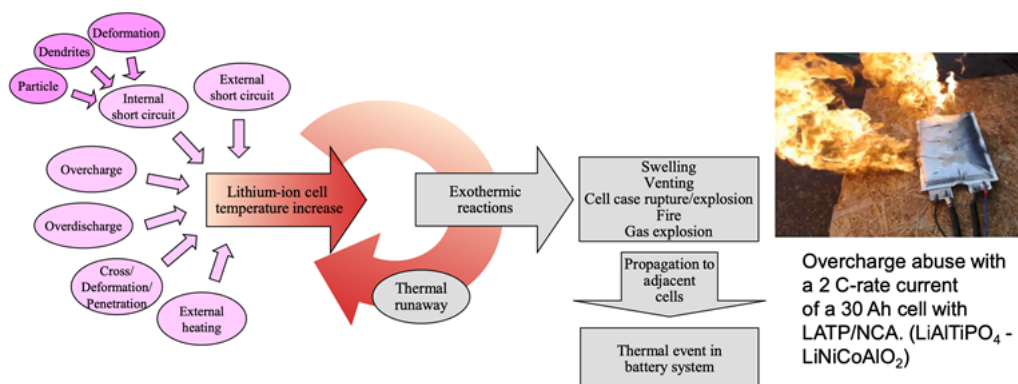 Deformation
Dendrites
Particle
Internal
short circuit
External
short circuit
Overcharge
Overdischarge
Cross/
Deformation/
Penetration
External
heating
Lithium-ion cell
temperature increase
Exothermic
reactions
Thermal
runaway
Swelling
Venting
Cell case rupture/explosion
Fire
Gas explosion
Propagation to
adjacent
cells
Thermal event in
battery system
Overcharge abuse with
a 2 C-rate current
of a 30 Ah cell with
LATP/NCA. (LiAlTiPO₄ -
LiNiCoAlO₂)